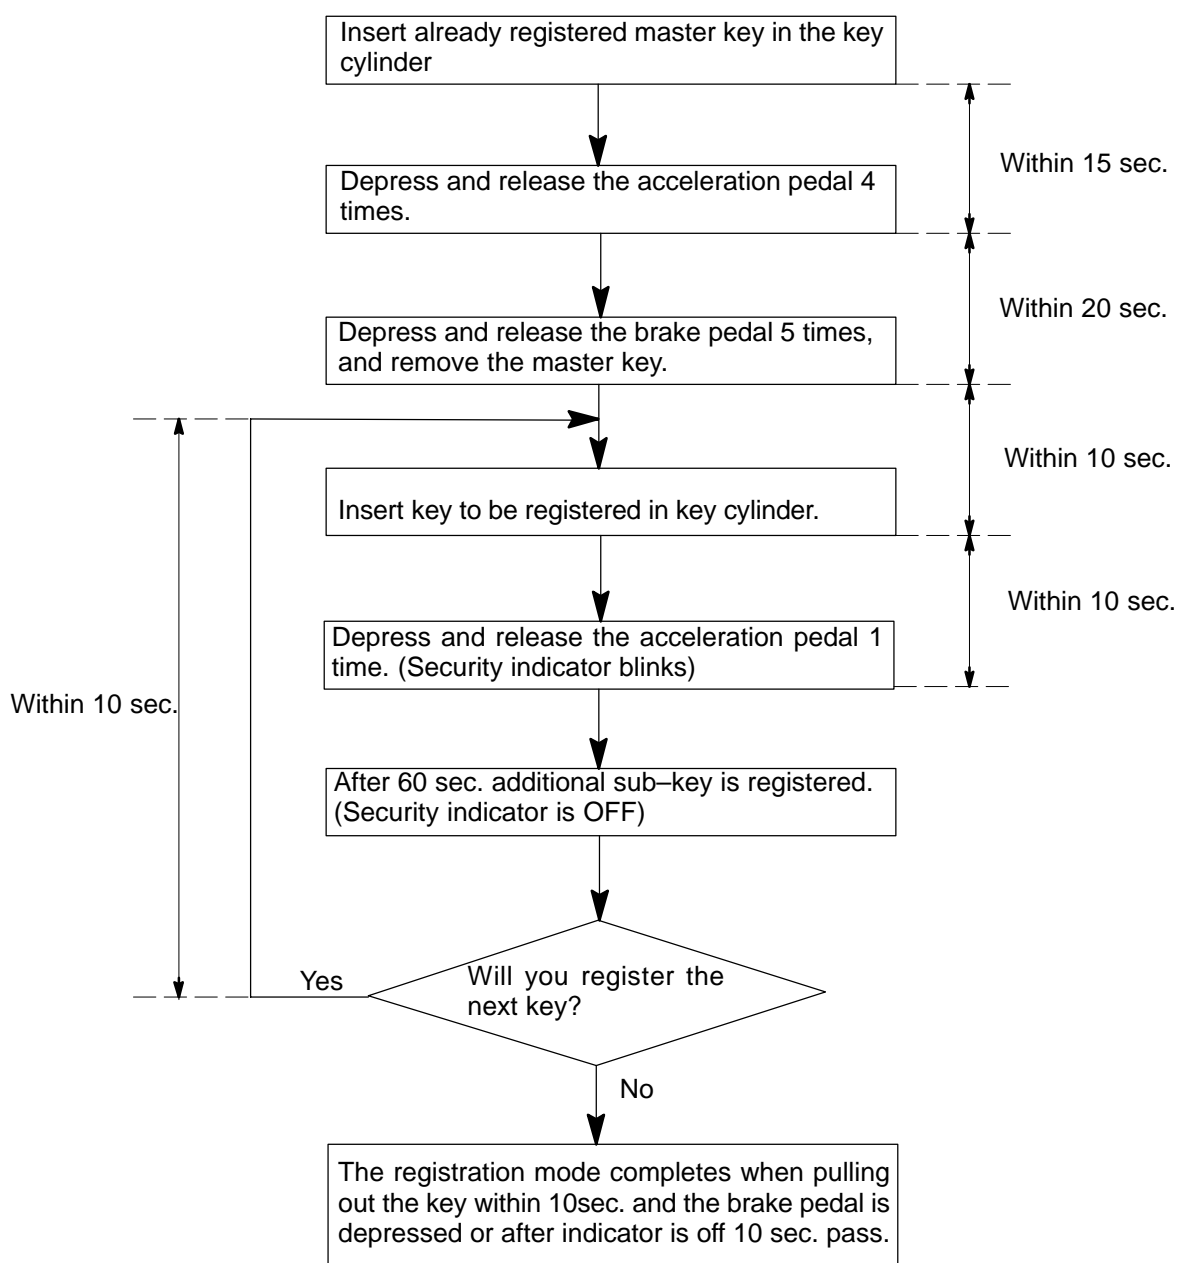 Insert already registered master key in the key
cylinder
Within 15 sec.
Depress and release the acceleration pedal 4
times.
Within 20 sec.
Depress and release the brake pedal 5 times,
and remove the master key.
Within 10 sec.
Insert key to be registered in key cylinder.
Within 10 sec.
Depress and release the acceleration pedal 1
time. (Security indicator blinks)
Within 10 sec.
After 60 sec. additional sub–key is registered.
(Security indicator is OFF)
Will you register the
next key?
Yes
No
The registration mode completes when pulling
out the key within 10sec. and the brake pedal is
depressed or after indicator is off 10 sec. pass.